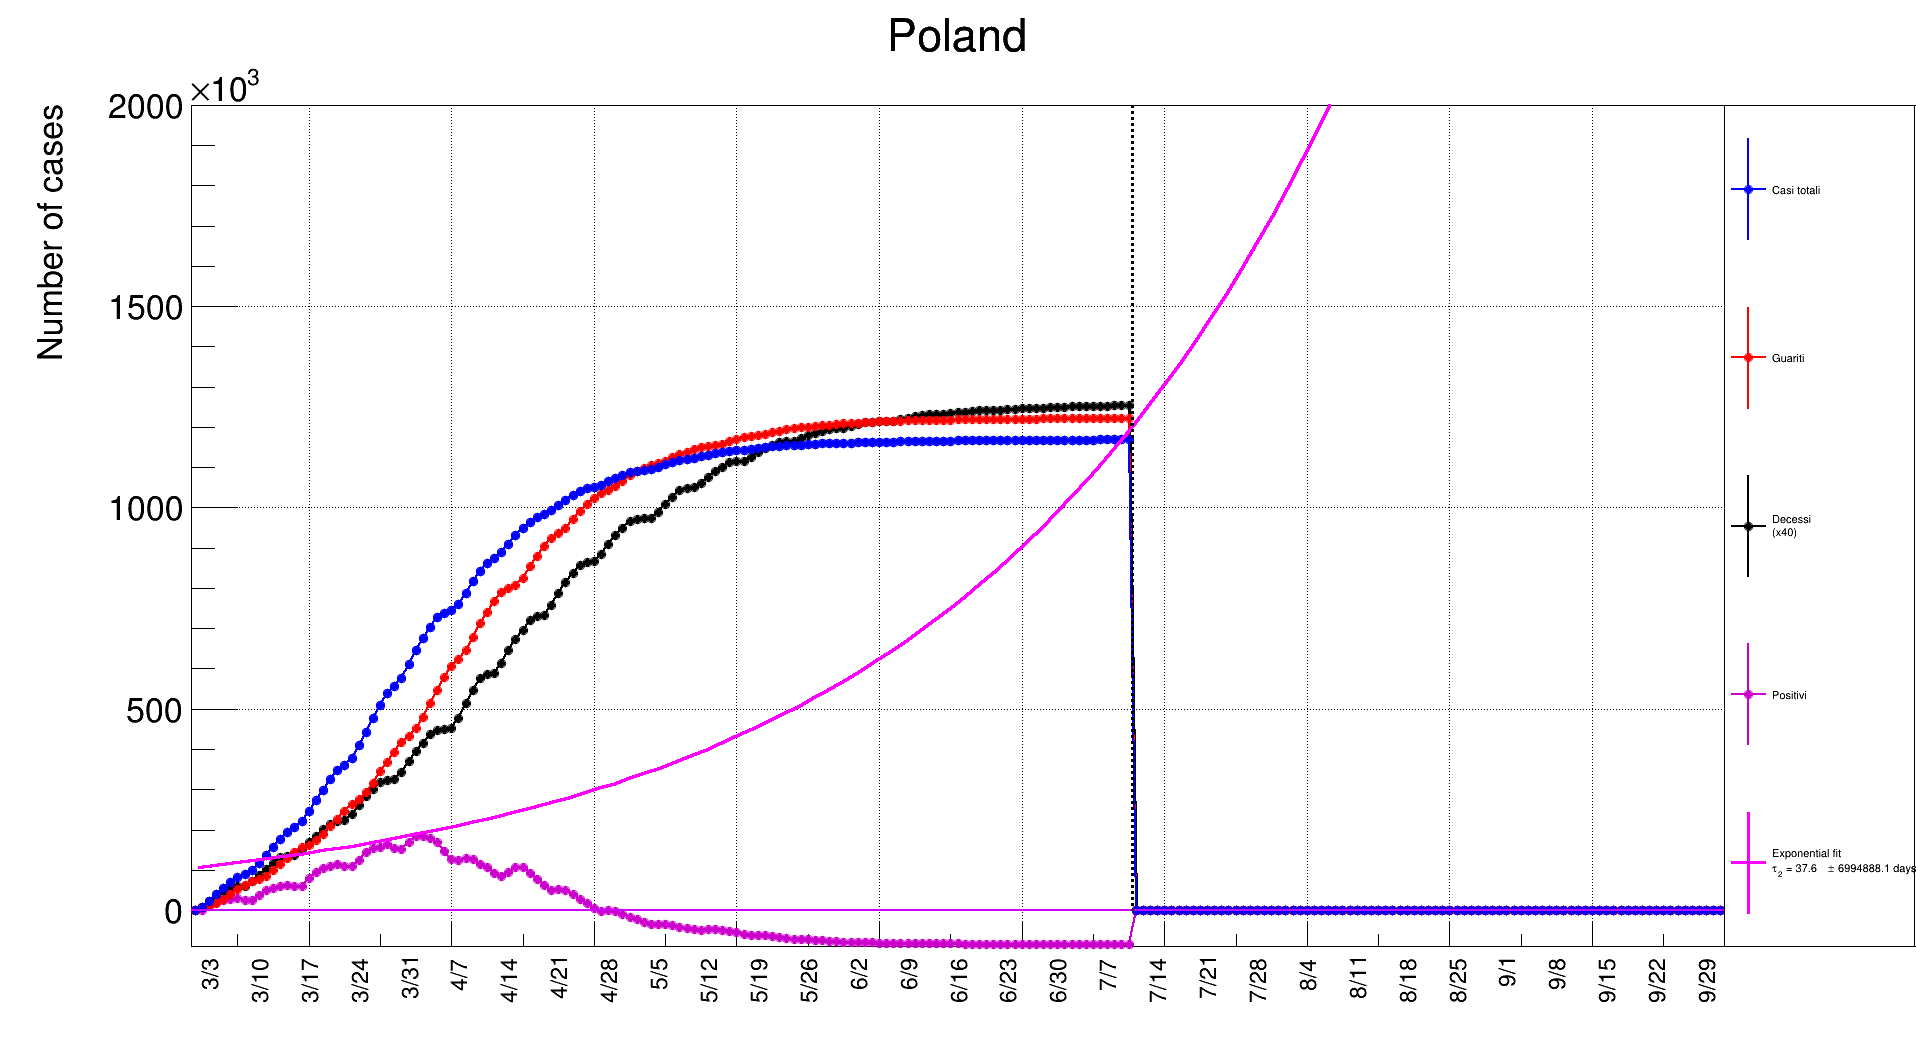 Poland
×10³
Number of cases
2000
1500
1000
500
0
3/3 3/10 3/17 3/24 3/31 4/7 4/14 4/21 4/28 5/5 5/12 5/19 5/26 6/2 6/9 6/16 6/23 6/30 7/7 7/14 7/21 7/28 8/4 8/11 8/18 8/25 9/1 9/8 9/15 9/22 9/29
Casi totali
Guariti
Decessi
(x40)
Positivi
Exponential fit
τ₂ = 37.6 ± 6994888.1 days